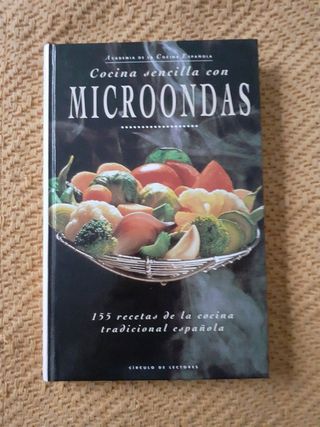 Academia de la Cocina Española
Cocina sencilla con
MICROONDAS
155 recetas de la cocina
tradicional española
CÍRCULO DE LECTORES